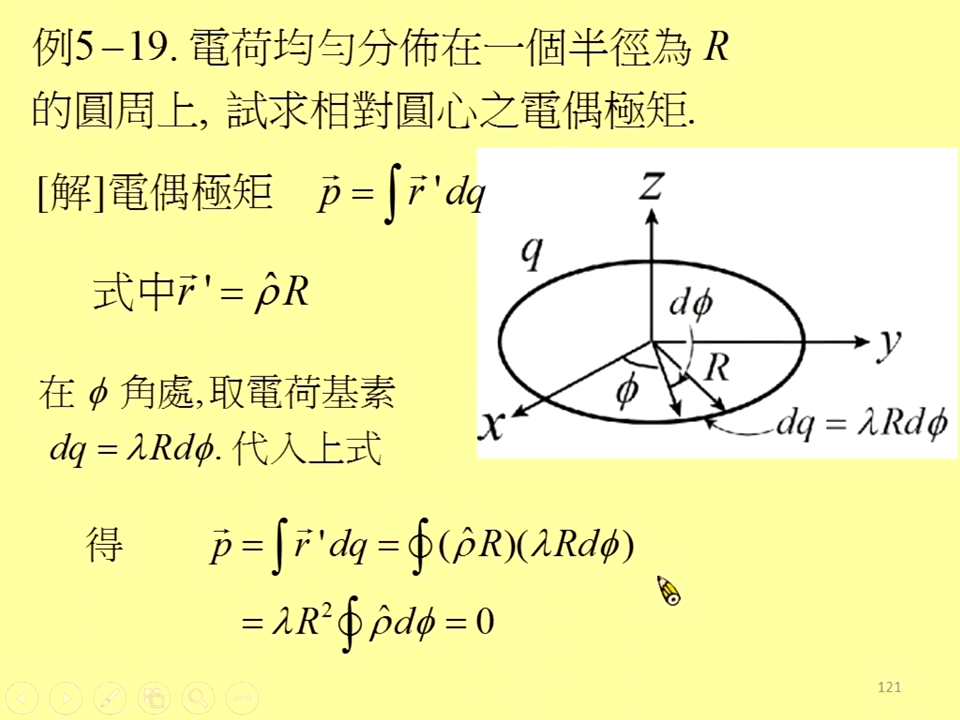 例5−19. 電荷均勻分佈在一個半徑為 R
的圓周上, 試求相對圓心之電偶極矩.
[解]電偶極矩 p⃗ = ∫ r⃗ ' dq
式中 r⃗ ' = ρ̂ R
在 ϕ 角處,取電荷基素
dq = λRdϕ. 代入上式
得 p⃗ = ∫ r⃗ ' dq = ∮(ρ̂ R)(λ Rdϕ)
= λR²∮ ρ̂dϕ = 0
z
q
dϕ
y
R
ϕ
x
dq = λRdϕ
121